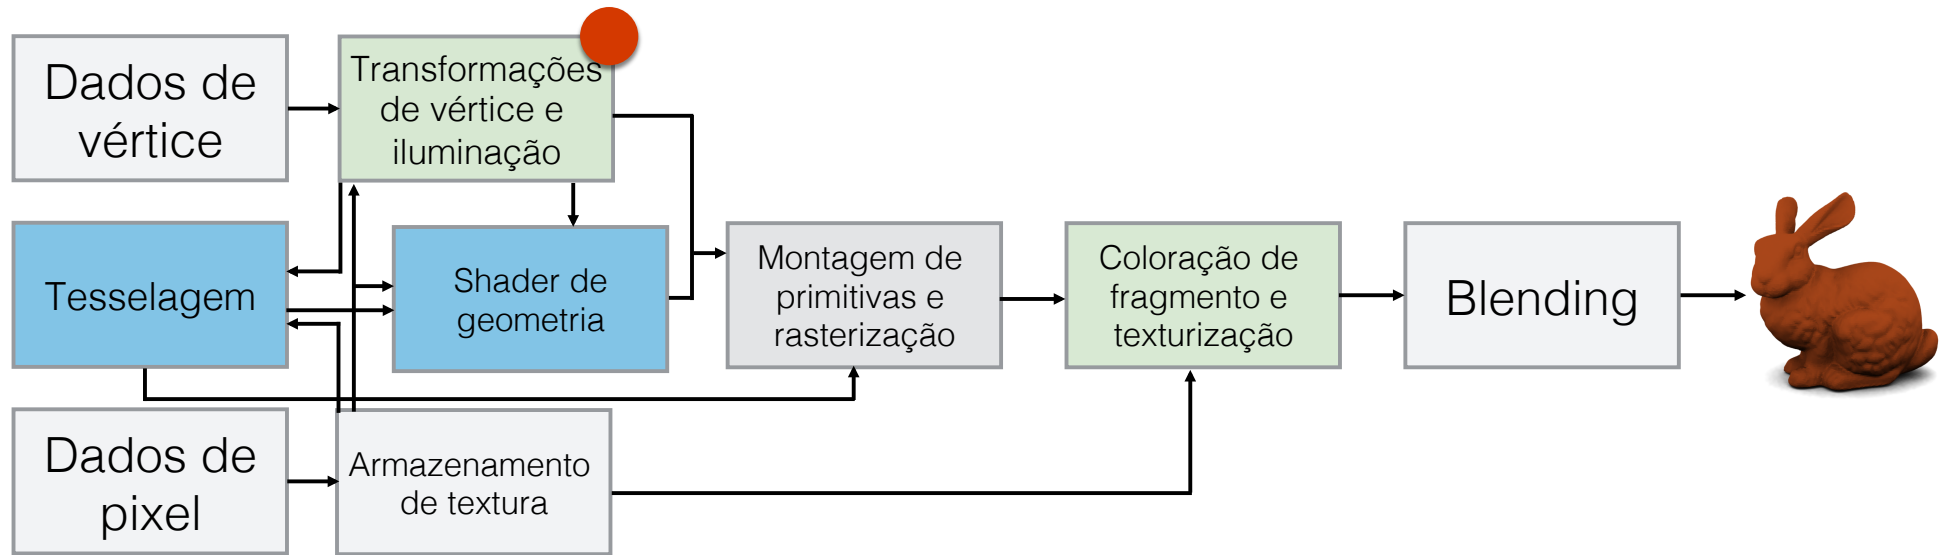 Dados de
vértice
Transformações
de vértice e
iluminação
Tesselagem
Shader de
geometria
Montagem de
primitivas e
rasterização
Coloração de
fragmento e
texturização
Blending
Dados de
pixel
Armazenamento
de textura